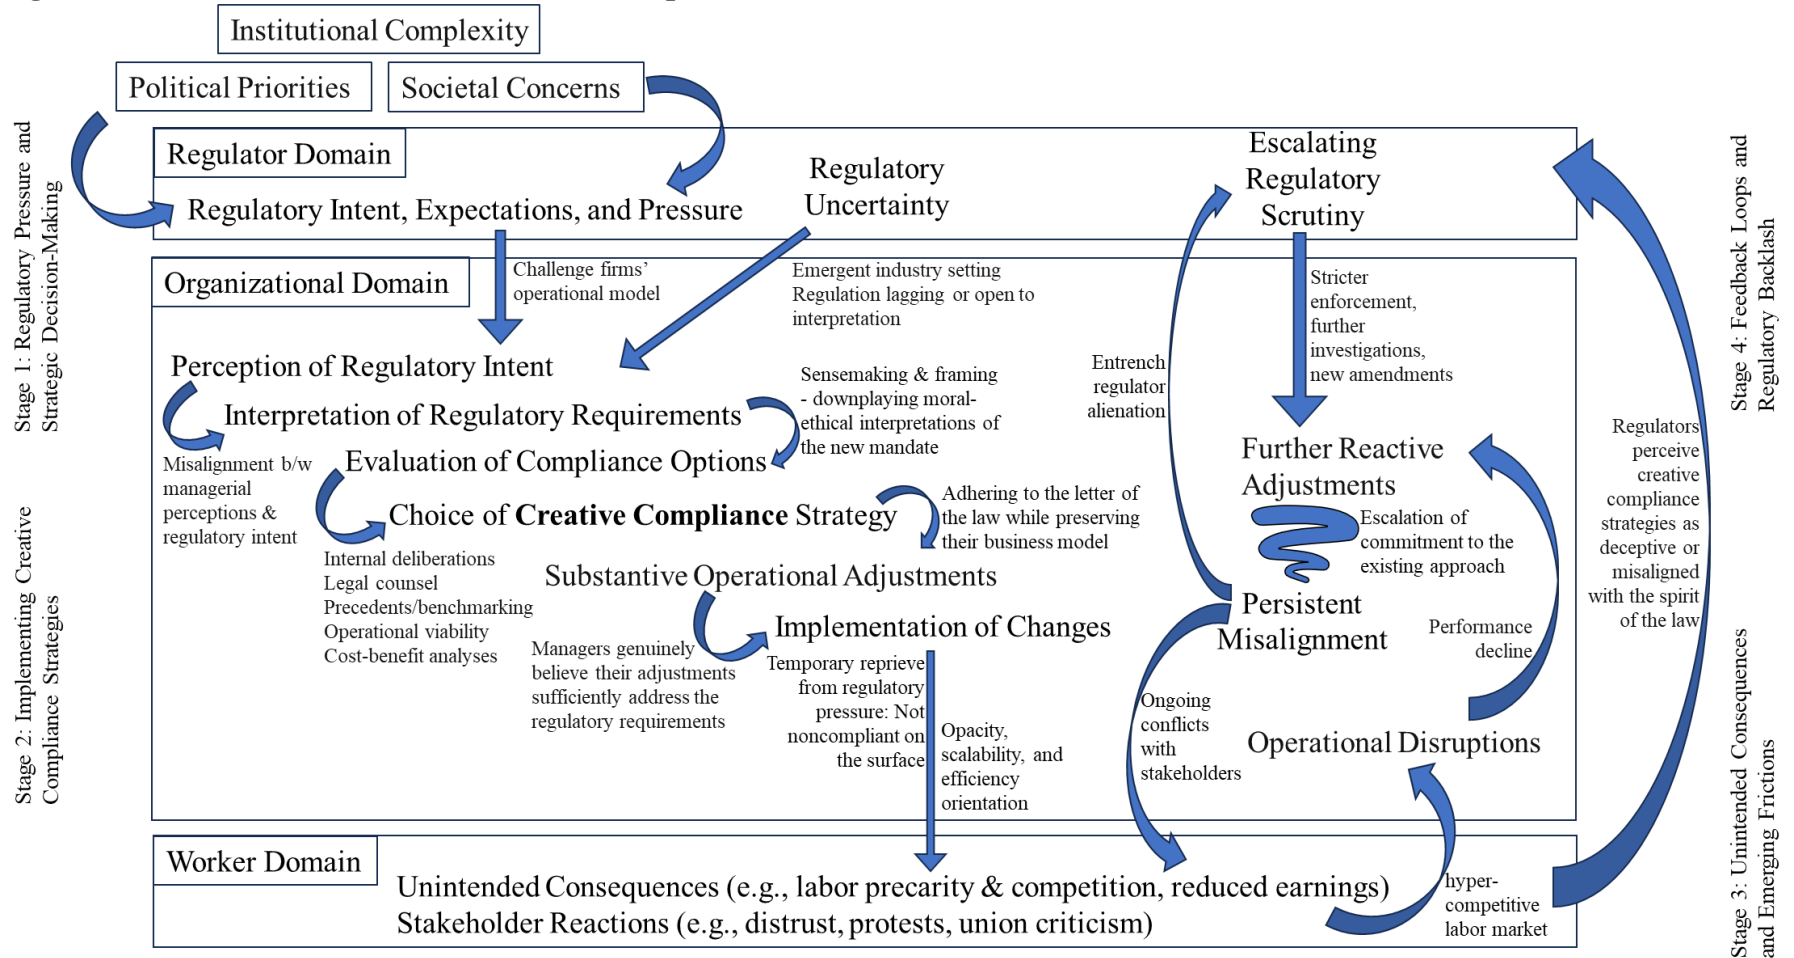 Institutional Complexity
Political Priorities
Societal Concerns
Stage 1: Regulatory Pressure and
Strategic Decision-Making
Regulator Domain
Regulatory Intent, Expectations, and Pressure
Regulatory
Uncertainty
Escalating
Regulatory
Scrutiny
Organizational Domain
Challenge firms’
operational model
Emergent industry setting
Regulation lagging or open to
interpretation
Stricter
enforcement,
further
investigations,
new amendments
Perception of Regulatory Intent
Interpretation of Regulatory Requirements
Sensemaking & framing
- downplaying moral-
ethical interpretations of
the new mandate
Misalignment b/w
managerial
perceptions &
regulatory intent
Evaluation of Compliance Options
Choice of Creative Compliance Strategy
Adhering to the letter of
the law while preserving
their business model
Internal deliberations
Legal counsel
Precedents/benchmarking
Operational viability
Cost-benefit analyses
Substantive Operational Adjustments
Managers genuinely
believe their adjustments
sufficiently address the
regulatory requirements
Implementation of Changes
Temporary reprieve
from regulatory
pressure: Not
noncompliant on
the surface
Opacity,
scalability, and
efficiency
orientation
Entrench
regulator
alienation
Further Reactive
Adjustments
Escalation of
commitment to the
existing approach
Persistent
Misalignment
Performance
decline
Ongoing
conflicts
with
stakeholders
Operational Disruptions
Stage 2: Implementing Creative
Compliance Strategies
Worker Domain
Unintended Consequences (e.g., labor precarity & competition, reduced earnings)
Stakeholder Reactions (e.g., distrust, protests, union criticism)
hyper-
competitive
labor market
Regulators
perceive
creative
compliance
strategies as
deceptive or
misaligned
with the spirit
of the law
Stage 4: Feedback Loops and
Regulatory Backlash
Stage 3: Unintended Consequences
and Emerging Frictions